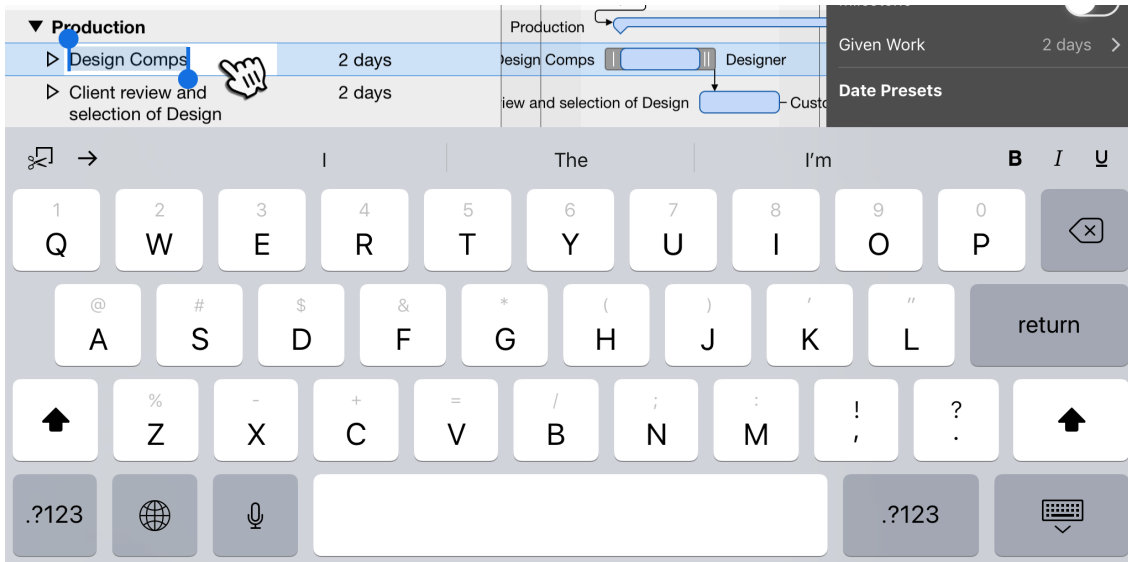 ▼ Production
Design Comps
2 days
Client review and
selection of Design
2 days
Production
Design Comps
Designer
iew and selection of Design
Custo
Given Work
2 days
Date Presets
I
The
I'm
B
I
U
1 2 3 4 5 6 7 8 9 0
Q W E R T Y U I O P
@ # $ & * ( ) ' "
A S D F G H J K L
return
% - + = / ; : ! ?
Z X C V B N M , .
.?123
.?123